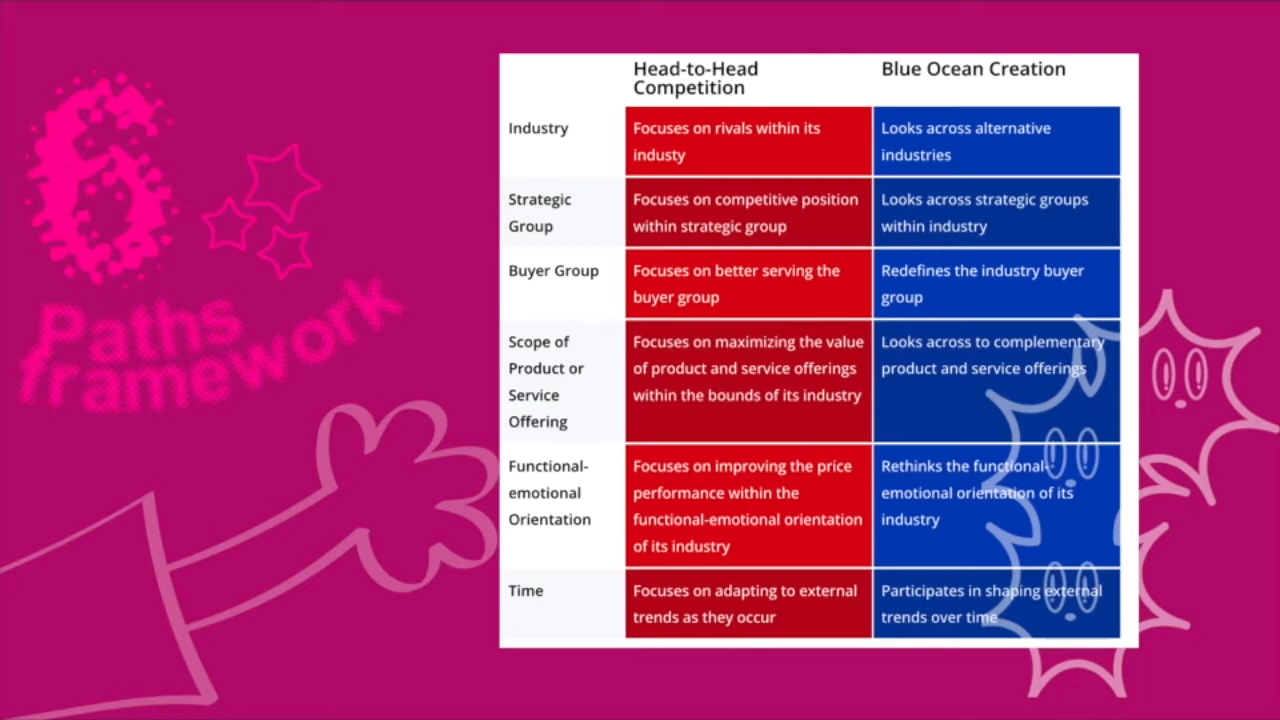 6
Paths
framework
Head-to-Head
Competition
Blue Ocean Creation
Industry
Focuses on rivals within its
industy
Looks across alternative
industries
Strategic
Group
Focuses on competitive position
within strategic group
Looks across strategic groups
within industry
Buyer Group
Focuses on better serving the
buyer group
Redefines the industry buyer
group
Scope of
Product or
Service
Offering
Focuses on maximizing the value
of product and service offerings
within the bounds of its industry
Looks across to complementary
product and service offerings
Functional-
emotional
Orientation
Focuses on improving the price
performance within the
functional-emotional orientation
of its industry
Rethinks the functional-
emotional orientation of its
industry
Time
Focuses on adapting to external
trends as they occur
Participates in shaping external
trends over time